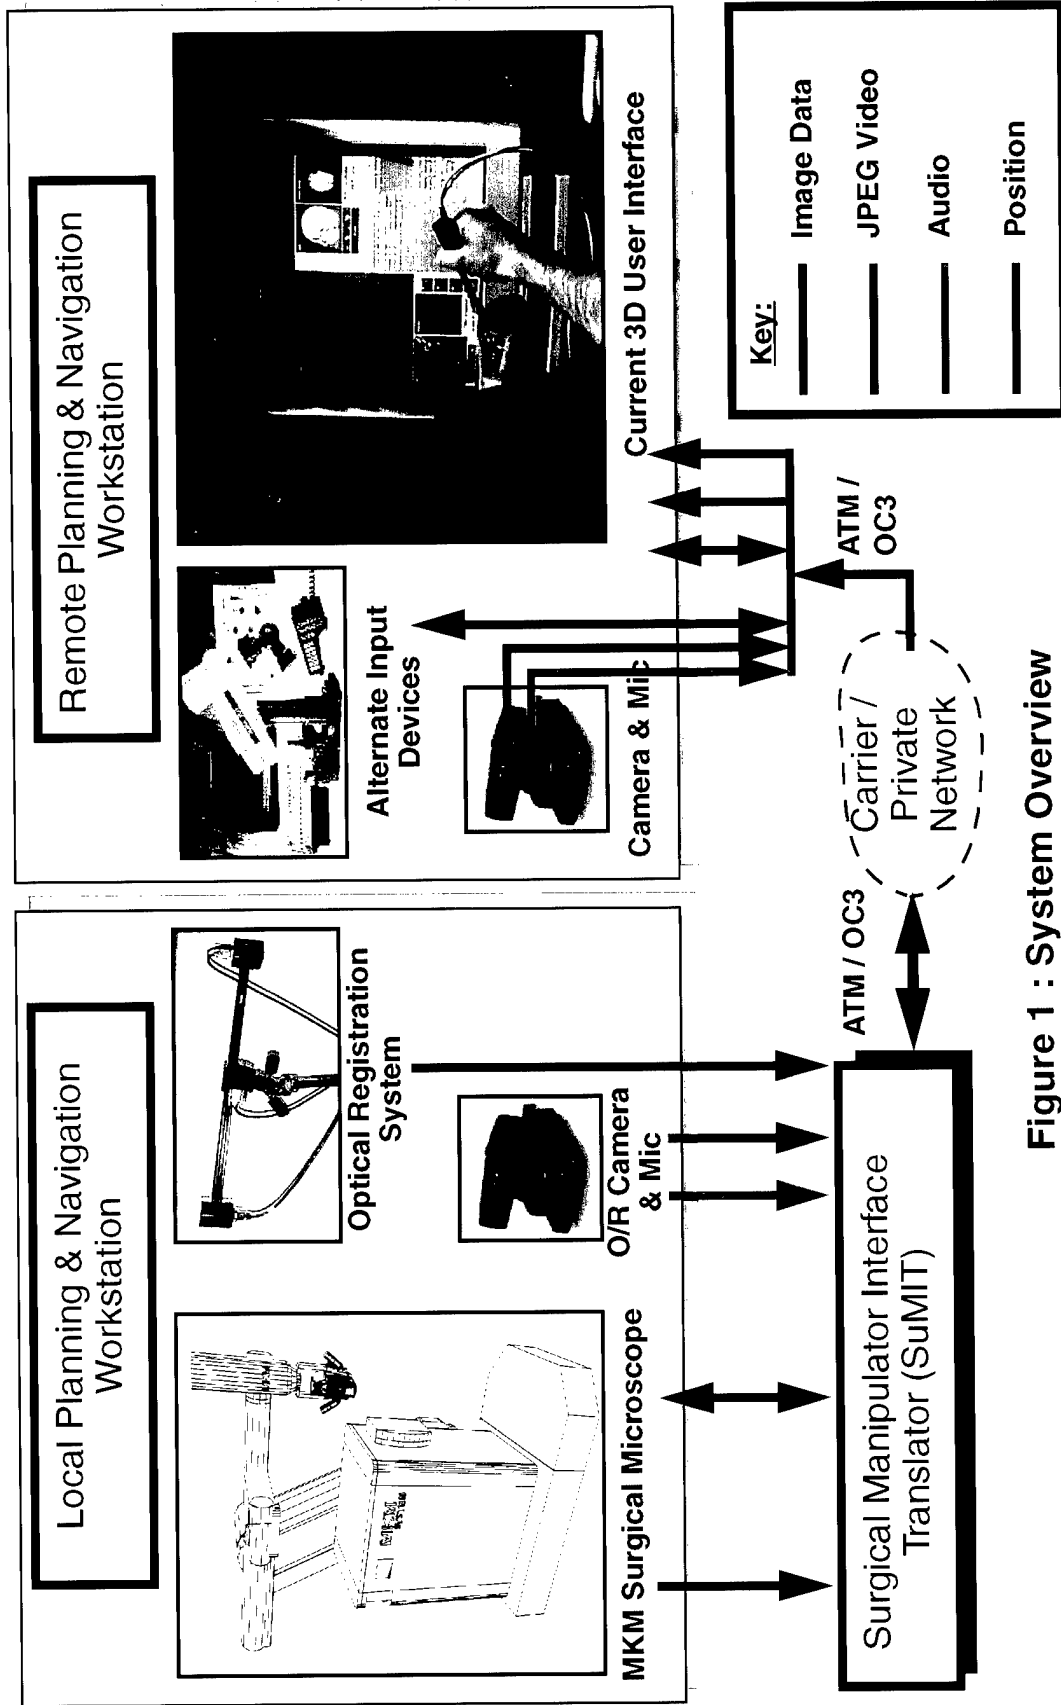 Local Planning & Navigation
Workstation
Optical Registration
System
O/R Camera
& Mic
MKM Surgical Microscope
Remote Planning & Navigation
Workstation
Alternate Input
Devices
Camera & Mic
Current 3D User Interface
Surgical Manipulator Interface
Translator (SuMIT)
ATM / OC3
Carrier /
Private
Network
ATM /
OC3
Key:
Image Data
JPEG Video
Audio
Position
Figure 1 : System Overview